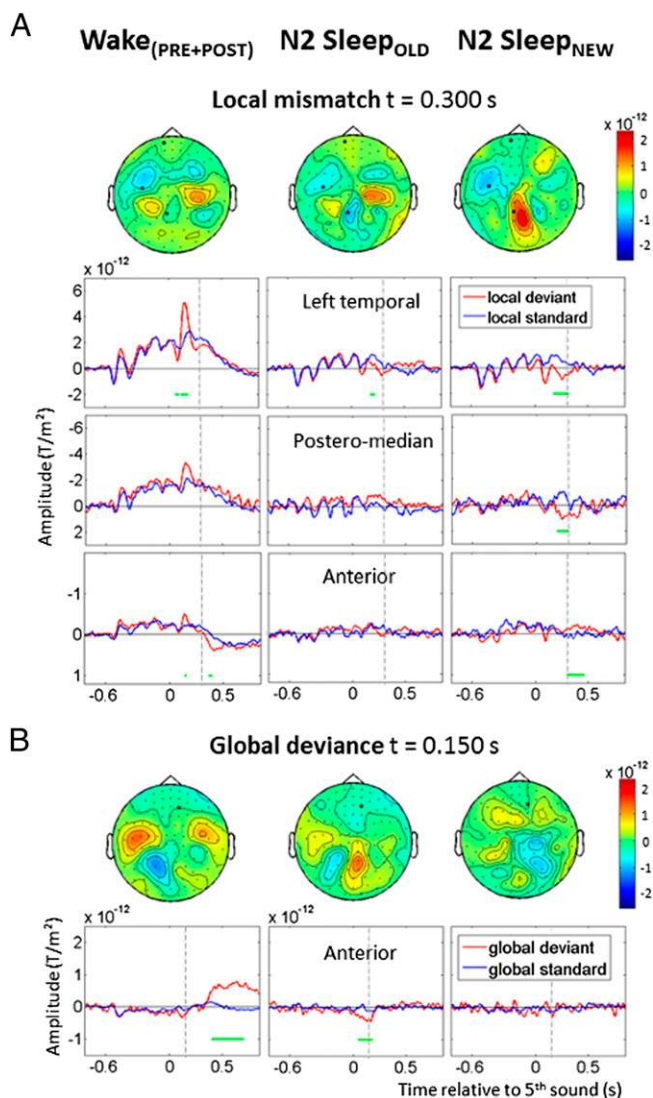 A
Wake(PRE+POST) N2 SleepOLD N2 SleepNEW
Local mismatch t = 0.300 s
x 10⁻¹²
2
1
0
-1
-2
x 10⁻¹²
6
4
2
0
-2
Left temporal
local deviant
local standard
-4
-2
0
2
Postero-median
Amplitude (T/m²)
-1
0
1
Anterior
-0.6 0 0.5 -0.6 0 0.5 -0.6 0 0.5
B
Global deviance t = 0.150 s
x 10⁻¹²
2
1
0
-1
-2
x 10⁻¹² x 10⁻¹²
2
1
0
-1
Amplitude (T/m²)
Anterior
global deviant
global standard
-0.6 0 0.5 -0.6 0 0.5 -0.6 0 0.5
Time relative to 5th sound (s)